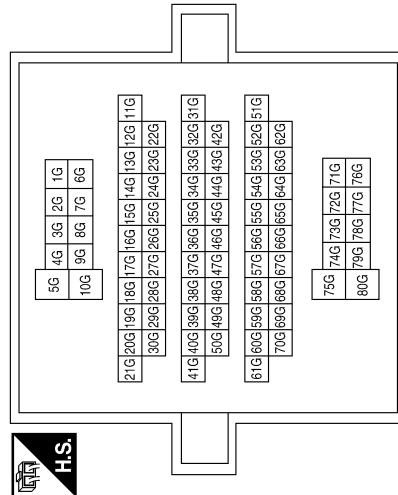 H.S.
5G 4G 3G 2G 1G
10G 9G 8G 7G 6G
21G 20G 19G 18G 17G 16G 15G 14G 13G 12G 11G
30G 29G 28G 27G 26G 25G 24G 23G 22G
41G 40G 39G 38G 37G 36G 35G 34G 33G 32G 31G
50G 49G 48G 47G 46G 45G 44G 43G 42G
61G 60G 59G 58G 57G 56G 55G 54G 53G 52G 51G
70G 69G 68G 67G 66G 65G 64G 63G 62G
75G 74G 73G 72G 71G
80G 79G 78G 77G 76G